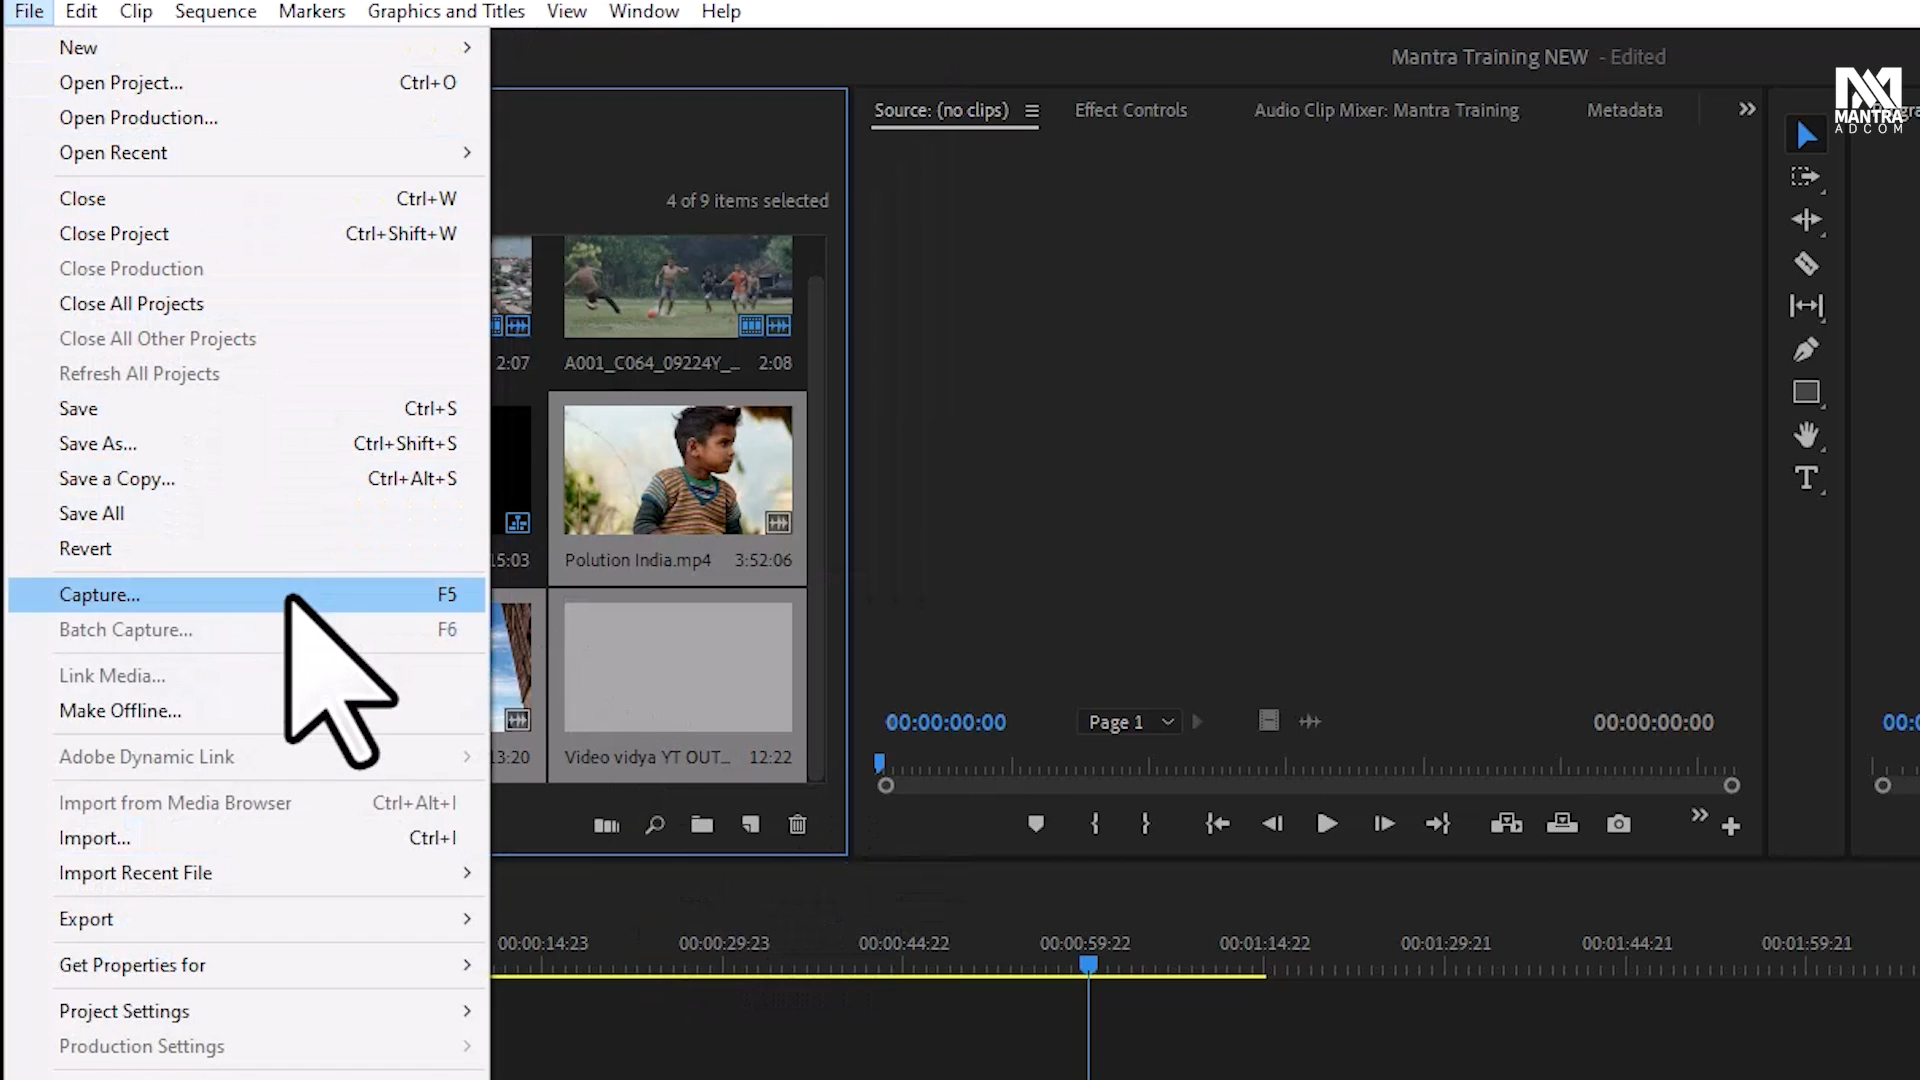 File Edit Clip Sequence Markers Graphics and Titles View Window Help
New
Open Project... Ctrl+O
Open Production...
Open Recent
Close Ctrl+W
Close Project Ctrl+Shift+W
Close Production
Close All Projects
Close All Other Projects
Refresh All Projects
Save Ctrl+S
Save As... Ctrl+Shift+S
Save a Copy... Ctrl+Alt+S
Save All
Revert
Capture... F5
Batch Capture... F6
Link Media...
Make Offline...
Adobe Dynamic Link
Import from Media Browser Ctrl+Alt+I
Import... Ctrl+I
Import Recent File
Export
Get Properties for
Project Settings
Production Settings
Mantra Training NEW - Edited
MANTRA
ADCOM
4 of 9 items selected
2:07 A001_C064_09224Y_... 2:08
15:03 Polution India.mp4 3:52:06
13:20 Video vidya YT OUT... 12:22
Source: (no clips) Effect Controls Audio Clip Mixer: Mantra Training Metadata
00:00:00:00 Page 1 00:00:00:00
00:00:14:23 00:00:29:23 00:00:44:22 00:00:59:22 00:01:14:22 00:01:29:21 00:01:44:21 00:01:59:21